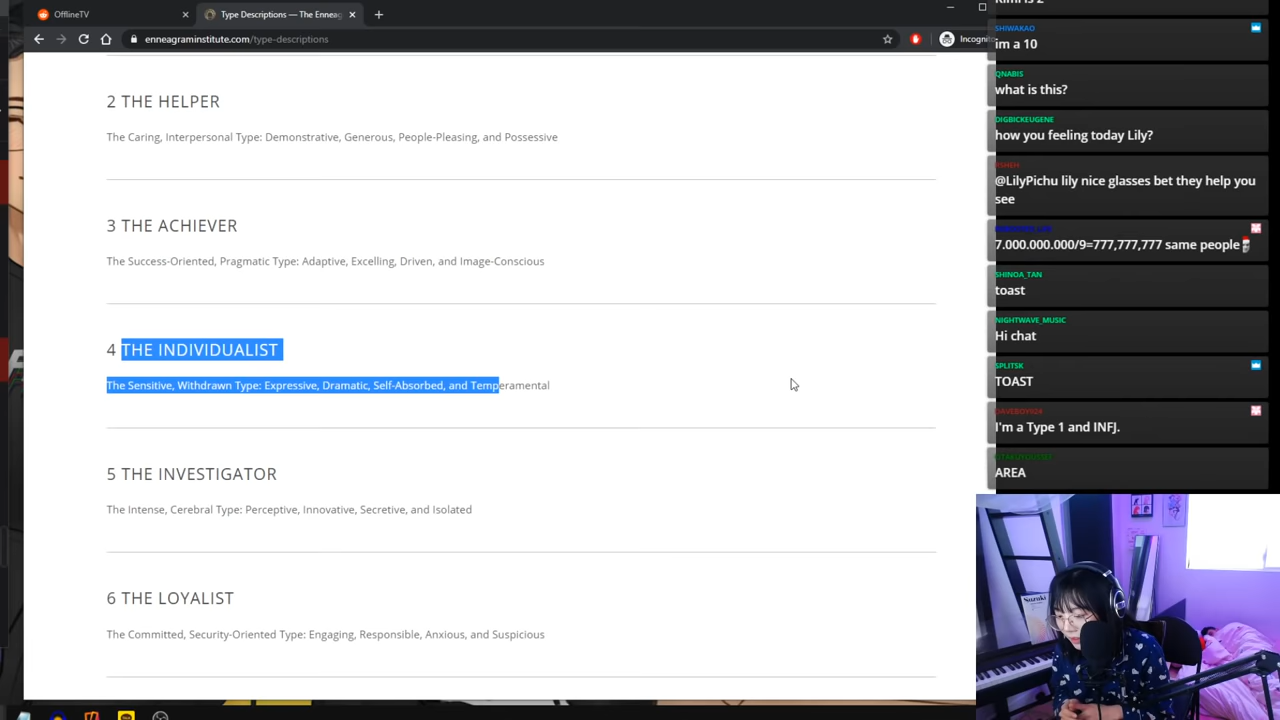 OfflineTV
Type Descriptions — The Enneag
enneagraminstitute.com/type-descriptions
Incognito
2 THE HELPER
The Caring, Interpersonal Type: Demonstrative, Generous, People-Pleasing, and Possessive
3 THE ACHIEVER
The Success-Oriented, Pragmatic Type: Adaptive, Excelling, Driven, and Image-Conscious
4 THE INDIVIDUALIST
The Sensitive, Withdrawn Type: Expressive, Dramatic, Self-Absorbed, and Temperamental
5 THE INVESTIGATOR
The Intense, Cerebral Type: Perceptive, Innovative, Secretive, and Isolated
6 THE LOYALIST
The Committed, Security-Oriented Type: Engaging, Responsible, Anxious, and Suspicious
SHIWAKAO
im a 10
QNABIS
what is this?
DIGBICKEUGENE
how you feeling today Lily?
@LilyPichu lily nice glasses bet they help you
see
7.000.000.000/9=777,777,777 same people
SHINOA_TAN
toast
NIGHTWAVE_MUSIC
Hi chat
SPLITSK
TOAST
I'm a Type 1 and INFJ.
AREA
Suzuki